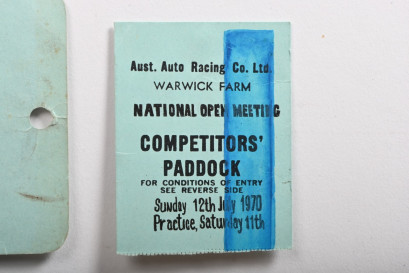 Aust. Auto Racing Co. Ltd.
WARWICK FARM
NATIONAL OPEN MEETING
COMPETITORS'
PADDOCK
FOR CONDITIONS OF ENTRY
SEE REVERSE SIDE
Sunday 12th July 1970
Practice, Saturday 11th